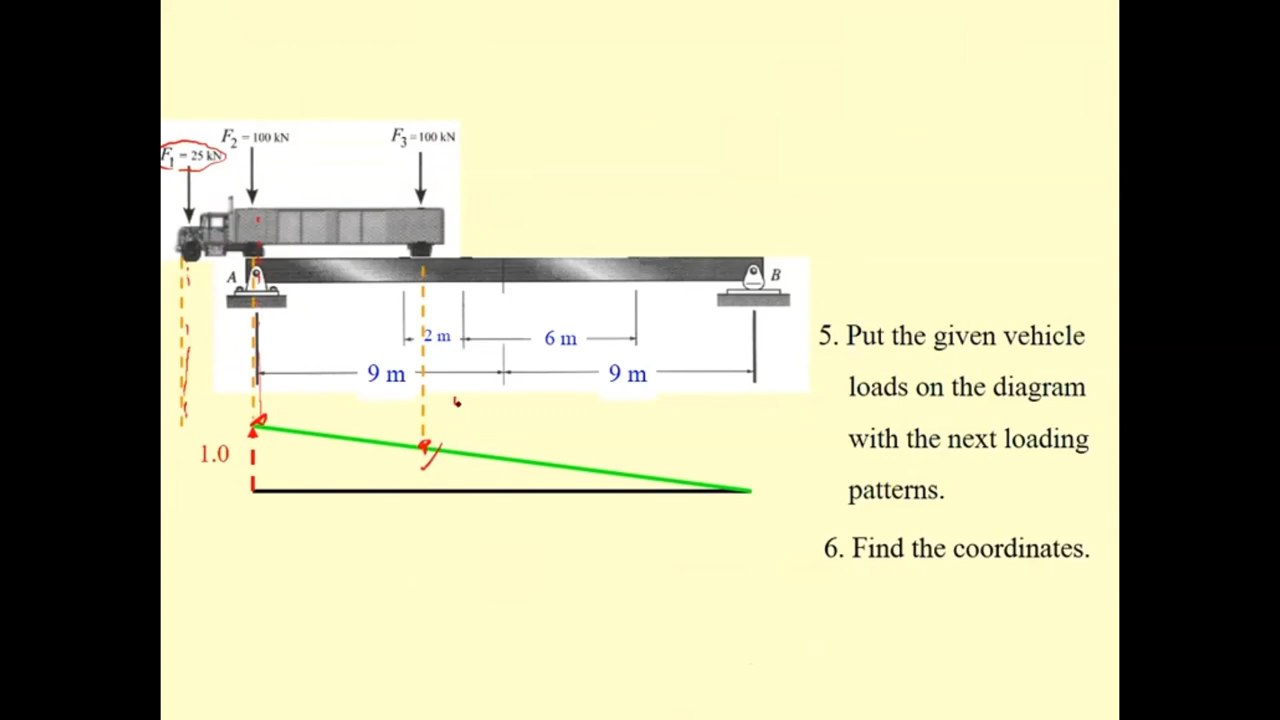 F2 = 100 kN
F3 = 100 kN
F1 = 25 kN
A
B
2 m
6 m
9 m
9 m
1.0
5. Put the given vehicle
loads on the diagram
with the next loading
patterns.
6. Find the coordinates.